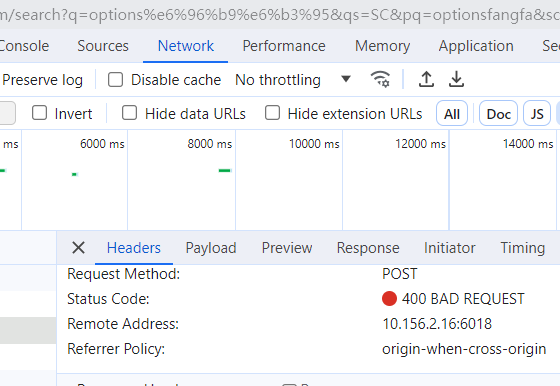 m/search?q=options%e6%96%b9%e6%b3%95&qs=SC&pq=optionsfangfa&sc
Console Sources Network Performance Memory Application Sec
Preserve log Disable cache No throttling
Invert Hide data URLs Hide extension URLs All Doc JS
ms 6000 ms 8000 ms 10000 ms 12000 ms 14000 ms
Headers Payload Preview Response Initiator Timing
Request Method: POST
Status Code: 400 BAD REQUEST
Remote Address: 10.156.2.16:6018
Referrer Policy: origin-when-cross-origin